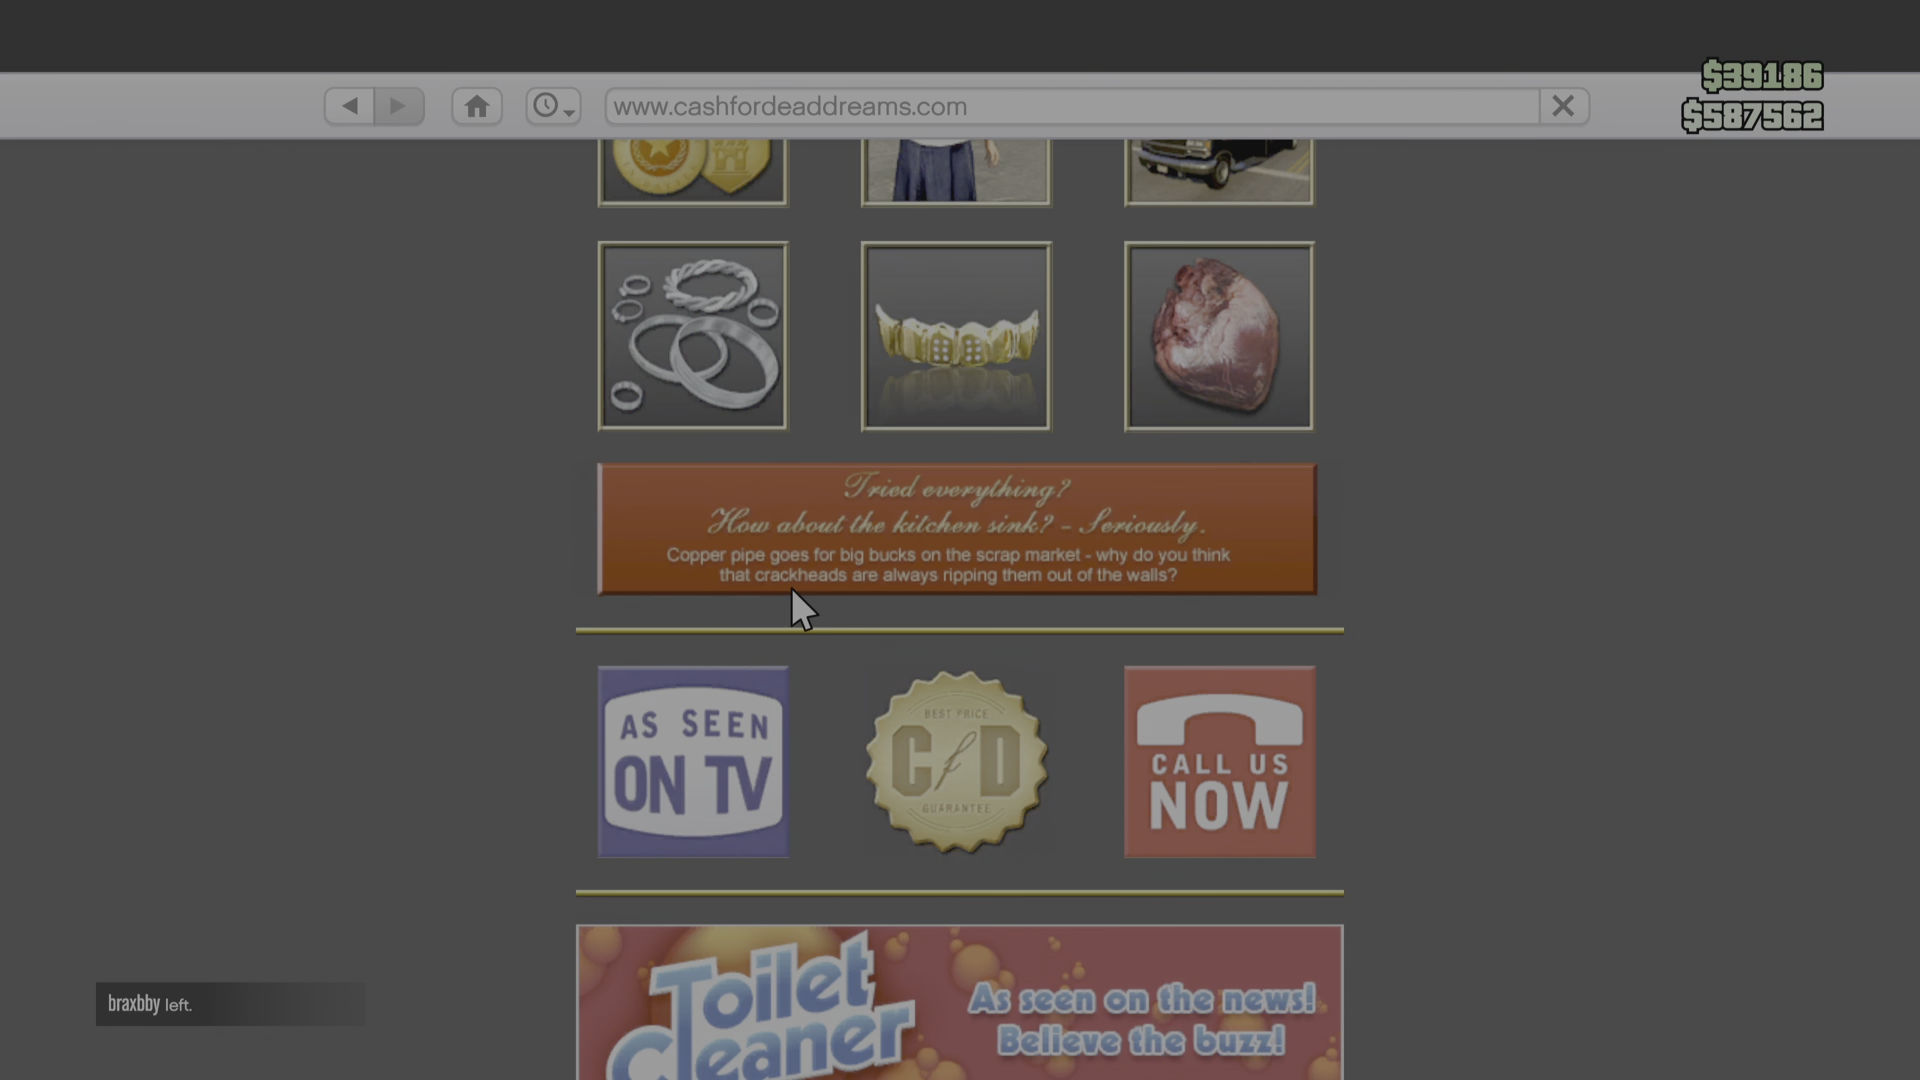 $39186
www.cashfordeaddreams.com
$587562
Tried everything?
How about the kitchen sink? - Seriously.
Copper pipe goes for big bucks on the scrap market - why do you think
that crackheads are always ripping them out of the walls?
AS SEEN
ON TV
BEST PRICE
CfD
GUARANTEE
CALL US
NOW
Toilet
Cleaner
As seen on the news!
Believe the buzz!
braxbby left.